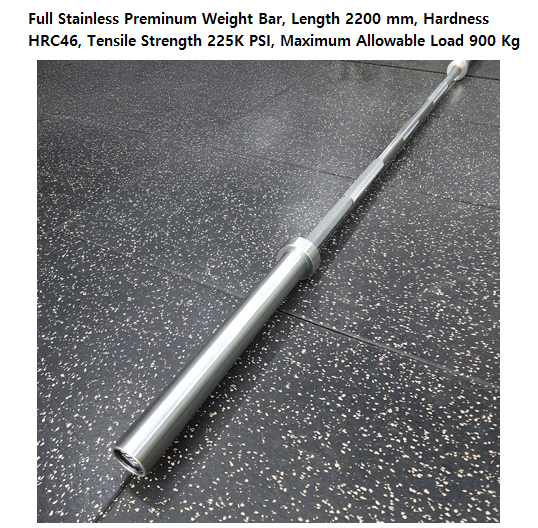 Full Stainless Preminum Weight Bar, Length 2200 mm, Hardness
HRC46, Tensile Strength 225K PSI, Maximum Allowable Load 900 Kg